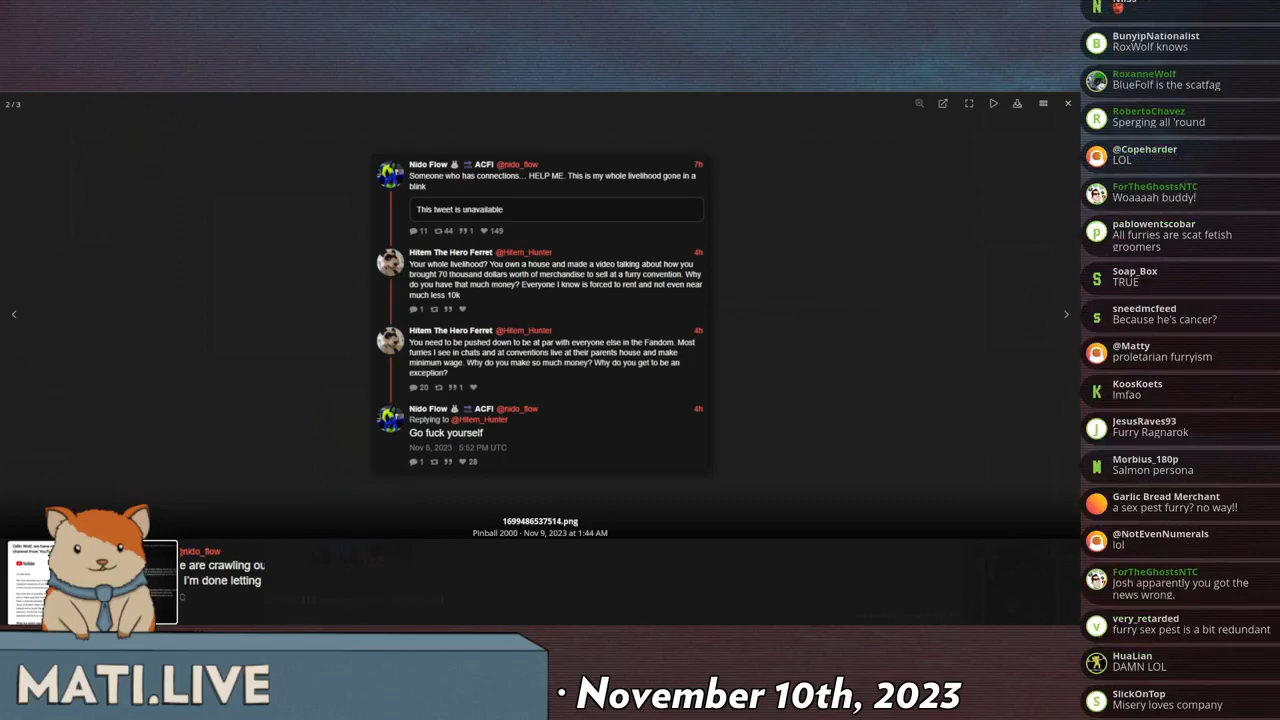 2 / 3
Nido Flow ACFI @nido_flow 7h
Someone who has connections... HELP ME. This is my whole livelihood gone in a
blink
This tweet is unavailable
11 44 1 149
Hitem The Hero Ferret @Hitem_Hunter 4h
Your whole livelihood? You own a house and made a video talking about how you
brought 70 thousand dollars worth of merchandise to sell at a furry convention. Why
do you have that much money? Everyone I know is forced to rent and not even near
much less 10k
1
Hitem The Hero Ferret @Hitem_Hunter 4h
You need to be pushed down to be at par with everyone else in the Fandom. Most
furries I see in chats and at conventions live at their parents house and make
minimum wage. Why do you make so much money? Why do you get to be an
exception?
20 1
Nido Flow ACFI @nido_flow 4h
Replying to @Hitem_Hunter
Go fuck yourself
Nov 8, 2023 · 5:52 PM UTC
1 28
1699486537514.png
Pinball 2000 · Nov 9, 2023 at 1:44 AM
nido_flow
e are crawling ou
I'm done letting
MATI.LIVE
· November 10th, 2023
N
B
BunyipNationalist
RoxWolf knows
RoxanneWolf
BlueFolf is the scatfag
R
RobertoChavez
Sperging all 'round
@Copeharder
LOL
ForTheGhostsNTC
Woaaaah buddy!
P
pablowentscobar
All furries are scat fetish
groomers
S
Soap_Box
TRUE
S
sneedmcfeed
Because he's cancer?
@Matty
proletarian furryism
K
KoosKoets
lmfao
J
JesusRaves93
Furry Ragnarok
M
Morbius_180p
Salmon persona
Garlic Bread Merchant
a sex pest furry? no way!!
@NotEvenNumerals
lol
ForTheGhostsNTC
Josh apparently you got the
news wrong.
V
very_retarded
furry sex pest is a bit redundant
HuaLian
DAMN LOL
S
SlickOnTop
Misery loves company